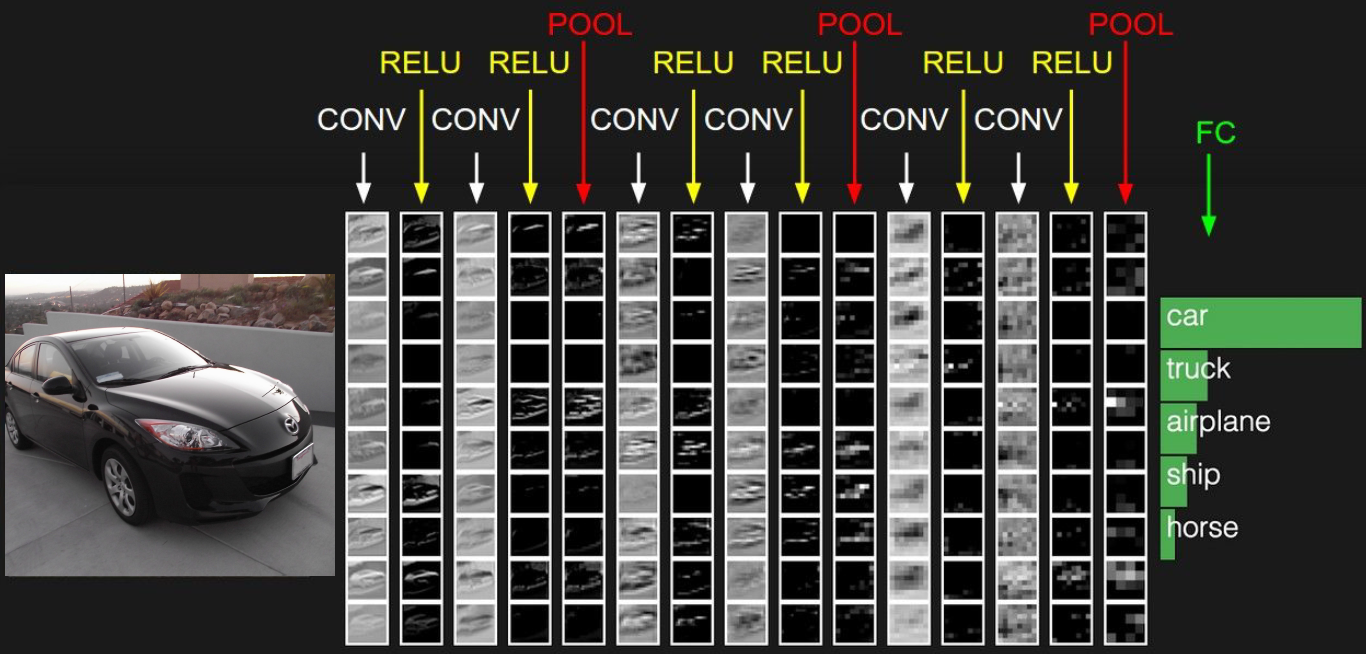 POOL POOL POOL
RELU RELU RELU RELU RELU RELU
CONV CONV CONV CONV CONV CONV
FC
car
truck
airplane
ship
horse